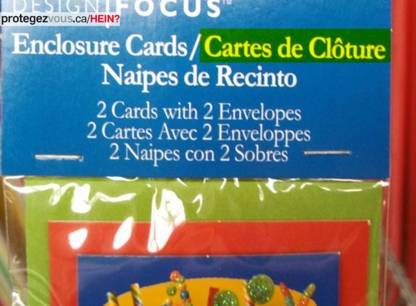 DESIGN|FOCUS™
protegezvous.ca/HEIN?
Enclosure Cards/Cartes de Clôture
Naipes de Recinto
2 Cards with 2 Envelopes
2 Cartes Avec 2 Enveloppes
2 Naipes con 2 Sobres